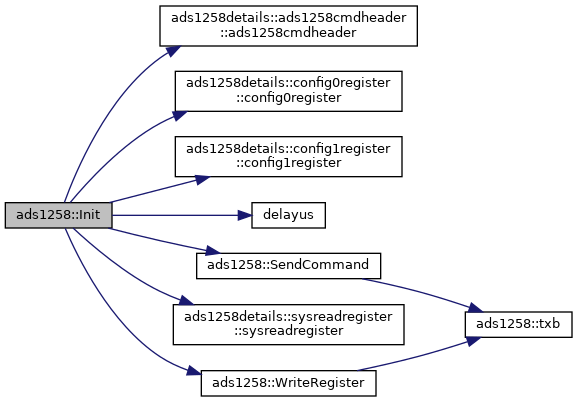 ads1258details::ads1258cmdheader
::ads1258cmdheader
ads1258details::config0register
::config0register
ads1258details::config1register
::config1register
ads1258::Init
delayus
ads1258::SendCommand
ads1258details::sysreadregister
::sysreadregister
ads1258::txb
ads1258::WriteRegister